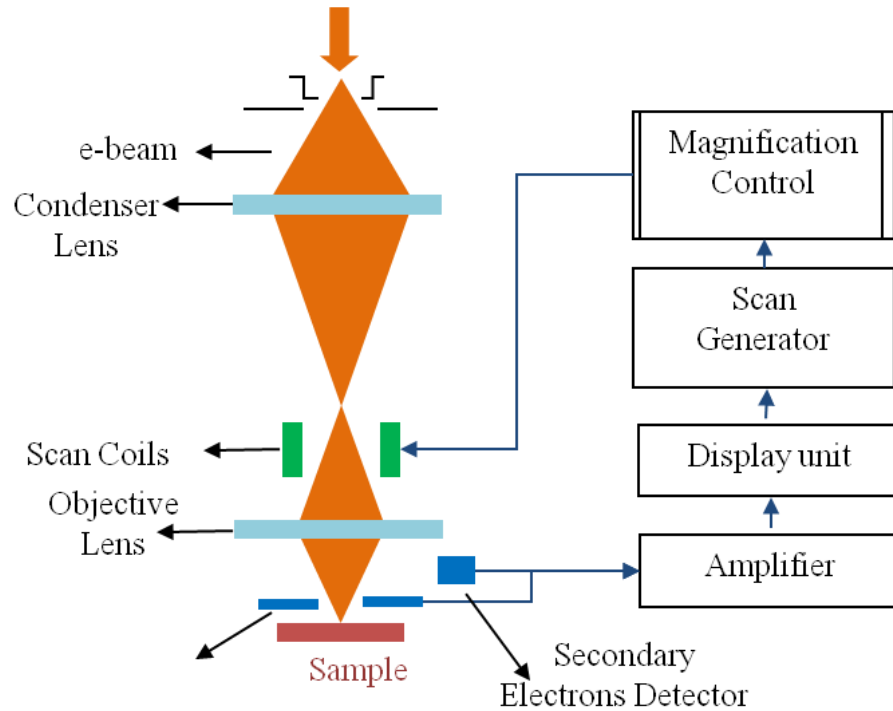 e-beam
Condenser
Lens
Scan Coils
Objective
Lens
Sample
Secondary
Electrons Detector
Magnification
Control
Scan
Generator
Display unit
Amplifier